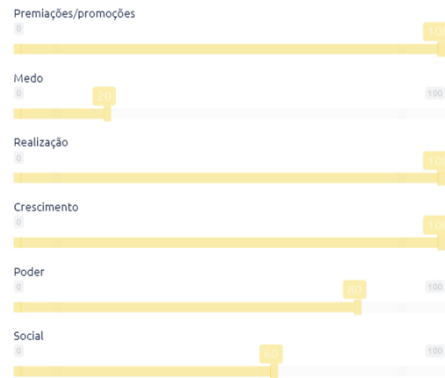 Premiações/promoções
0
Medo
0 20 100
Realização
0
Crescimento
0
Poder
0 80 100
Social
0 60 100